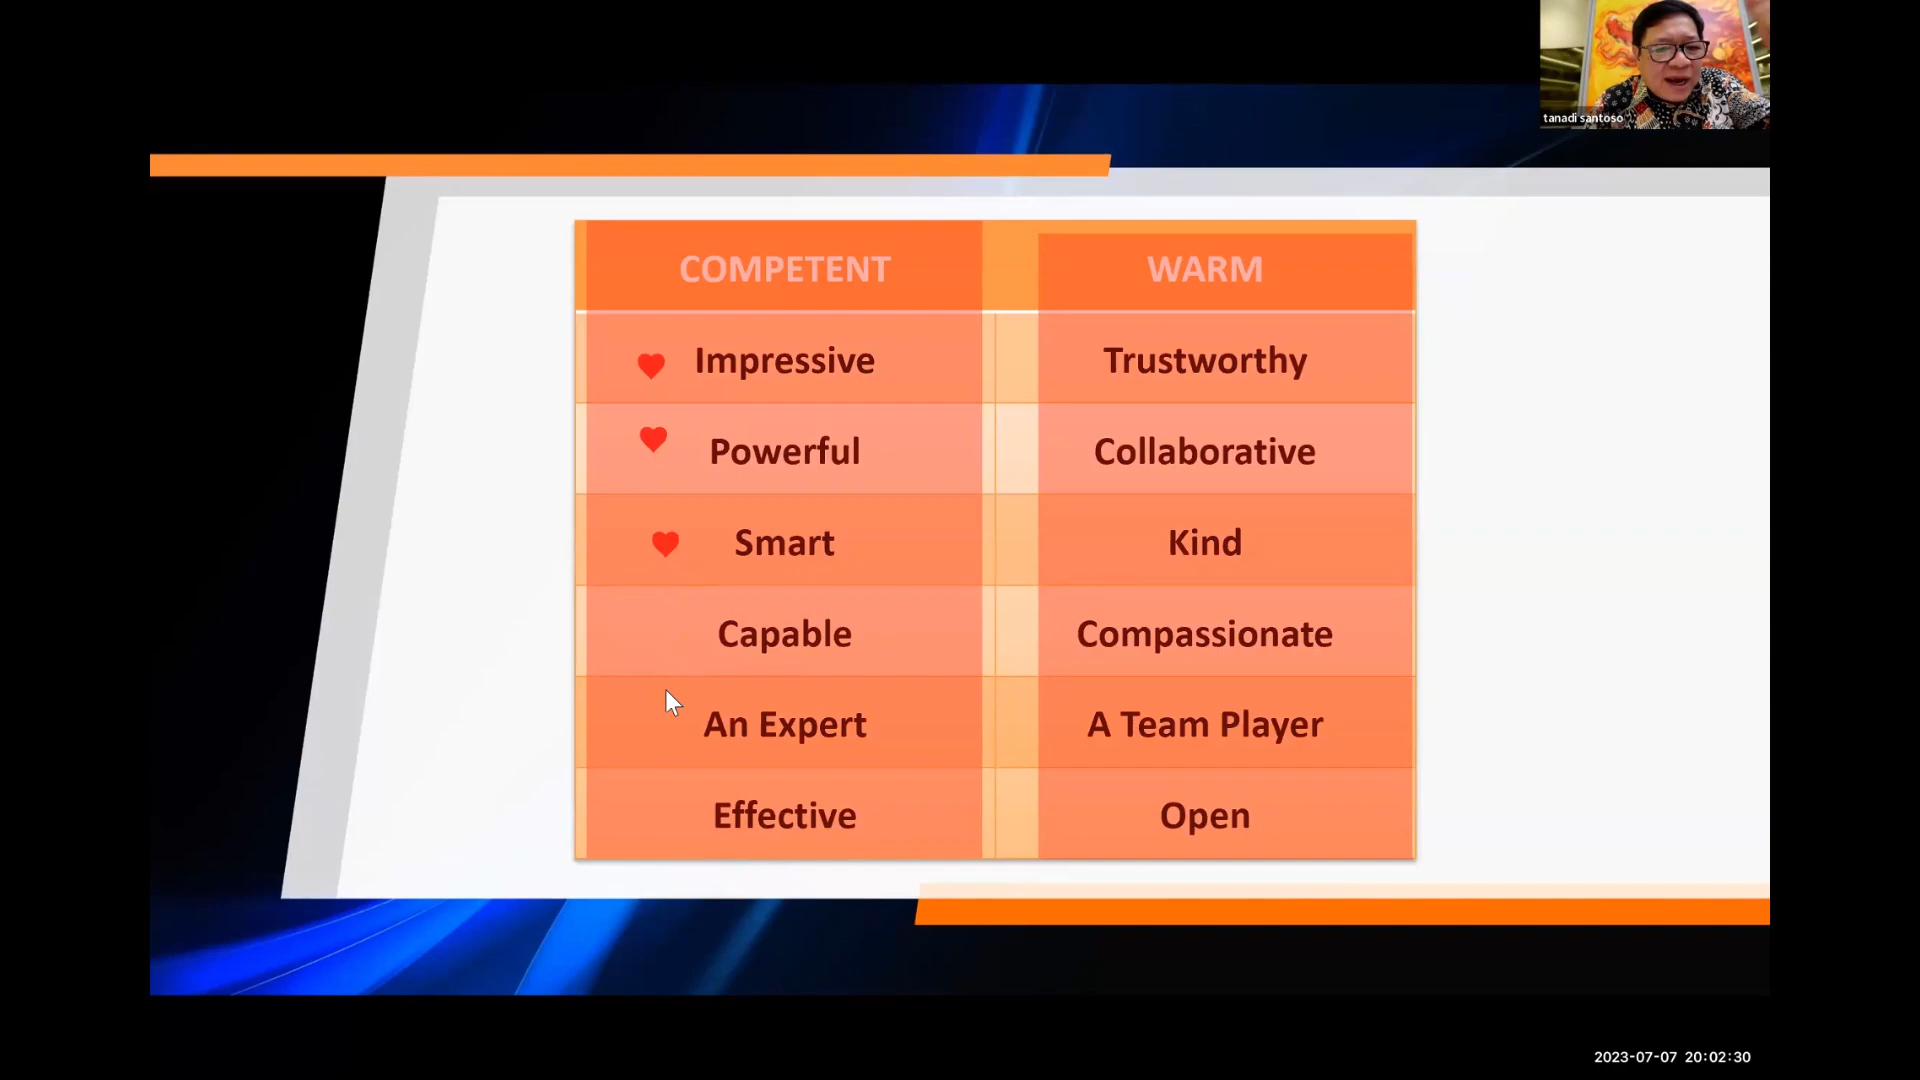 tanadi santoso
COMPETENT WARM
Impressive Trustworthy
Powerful Collaborative
Smart Kind
Capable Compassionate
An Expert A Team Player
Effective Open
2023-07-07 20:02:30